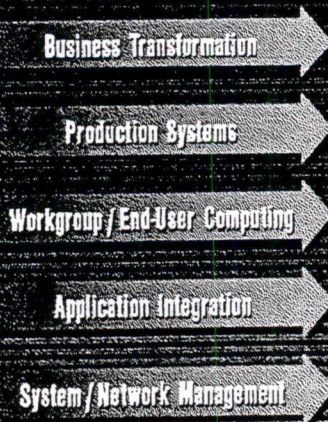 Business Transformation
Production Systems
Workgroup/End-User Computing
Application Integration
System/Network Management